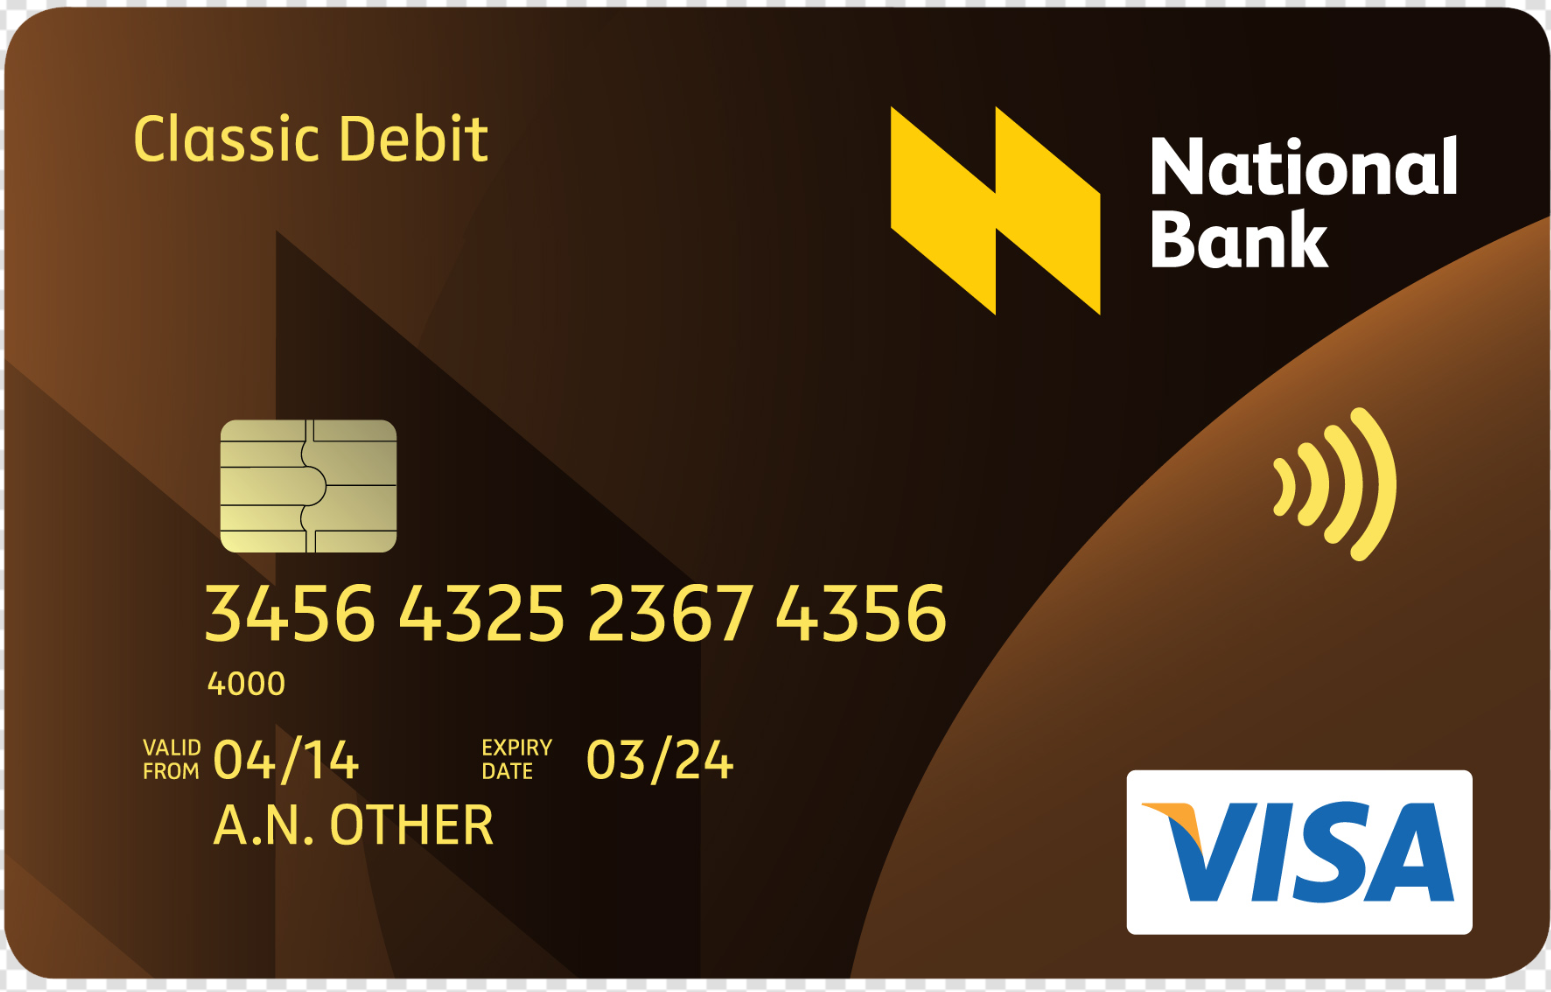 Classic Debit
National
Bank
3456 4325 2367 4356
4000
VALID
FROM 04/14
EXPIRY
DATE 03/24
A.N. OTHER
VISA